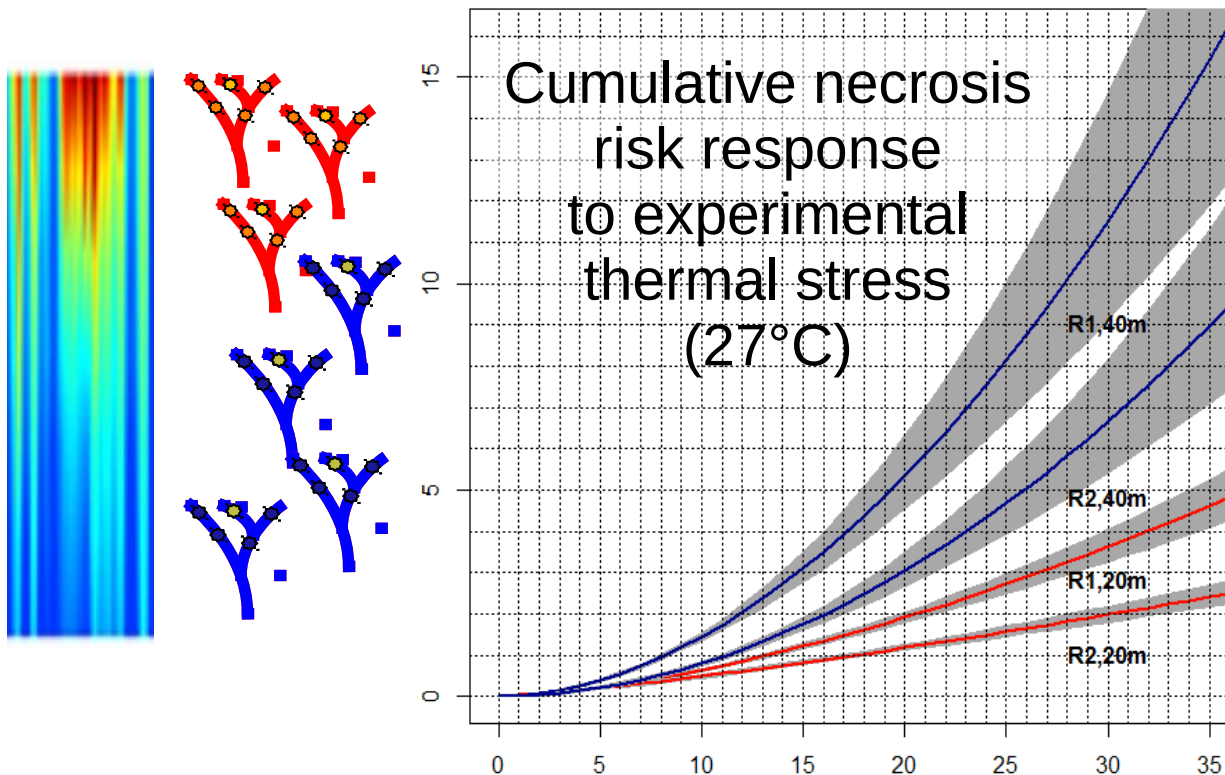 Cumulative necrosis
risk response
to experimental
thermal stress
(27°C)
15
10
5
0
R1,40m
R2,40m
R1,20m
R2,20m
0 5 10 15 20 25 30 35